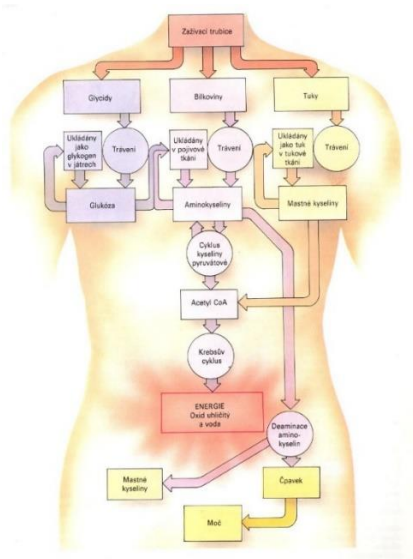 Zažívací trubice
Glycidy
Bílkoviny
Tuky
Ukládány
jako
glykogen
v játrech
Trávení
Ukládány
v pojivové
tkáni
Trávení
Ukládány
jako tuk
v tukové
tkáni
Trávení
Glukóza
Aminokyseliny
Mastné kyseliny
Cyklus
kyseliny
pyruvátové
Acetyl CoA
Krebsův
cyklus
ENERGIE
Oxid uhličitý
a voda
Deaminace
amino-
kyselin
Mastné
kyseliny
Čpavek
Moč